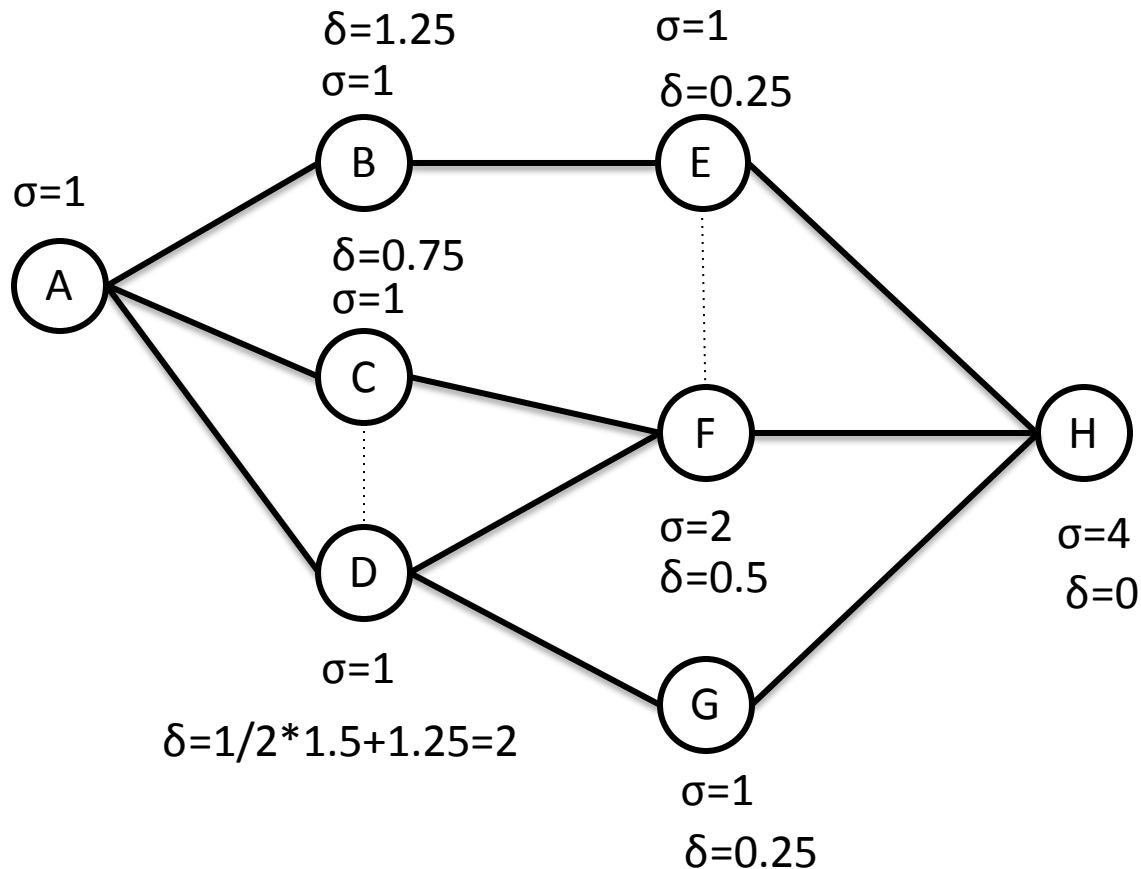 δ=1.25
σ=1
B
σ=1
δ=0.25
E
σ=1
A
δ=0.75
σ=1
C
F
σ=2
δ=0.5
H
σ=4
δ=0
D
σ=1
δ=1/2*1.5+1.25=2
G
σ=1
δ=0.25